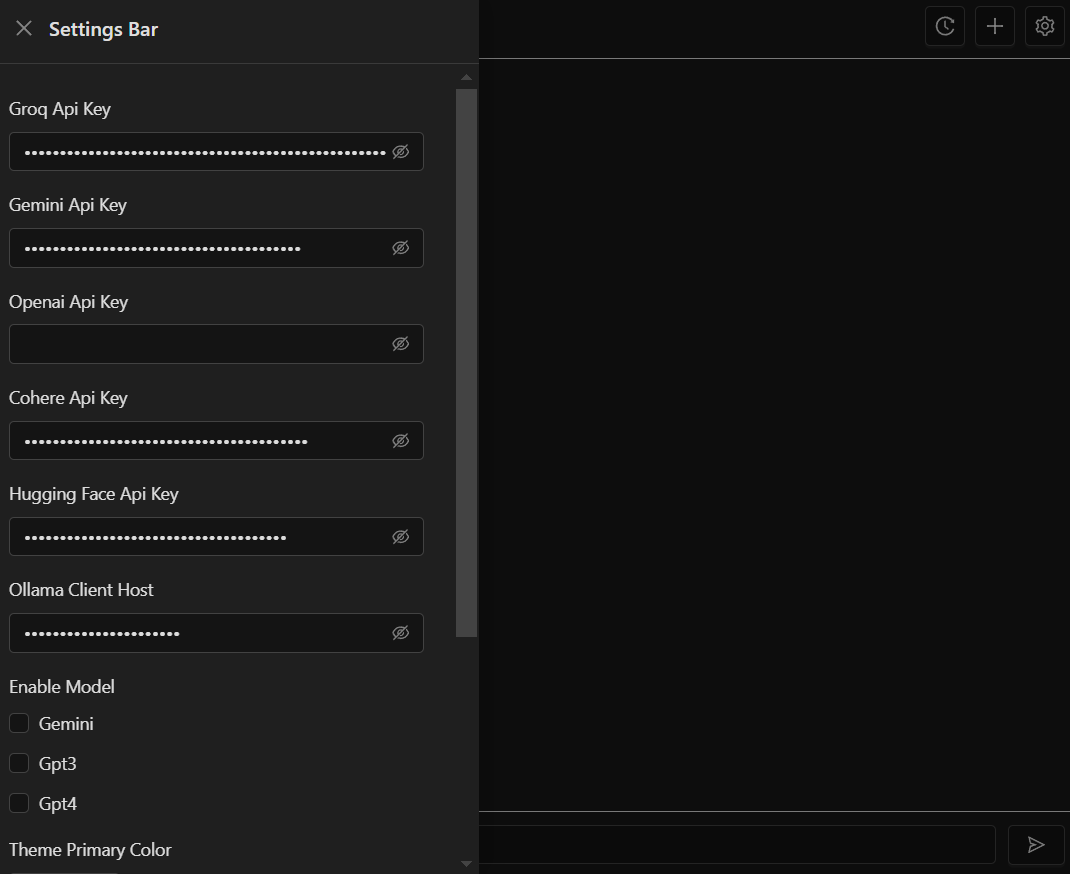 Settings Bar
Groq Api Key
••••••••••••••••••••••••••••••••••••••••••••••••••••
Gemini Api Key
•••••••••••••••••••••••••••••••••••••••
Openai Api Key
Cohere Api Key
••••••••••••••••••••••••••••••••••••••••
Hugging Face Api Key
•••••••••••••••••••••••••••••••••••••
Ollama Client Host
••••••••••••••••••••••
Enable Model
Gemini
Gpt3
Gpt4
Theme Primary Color